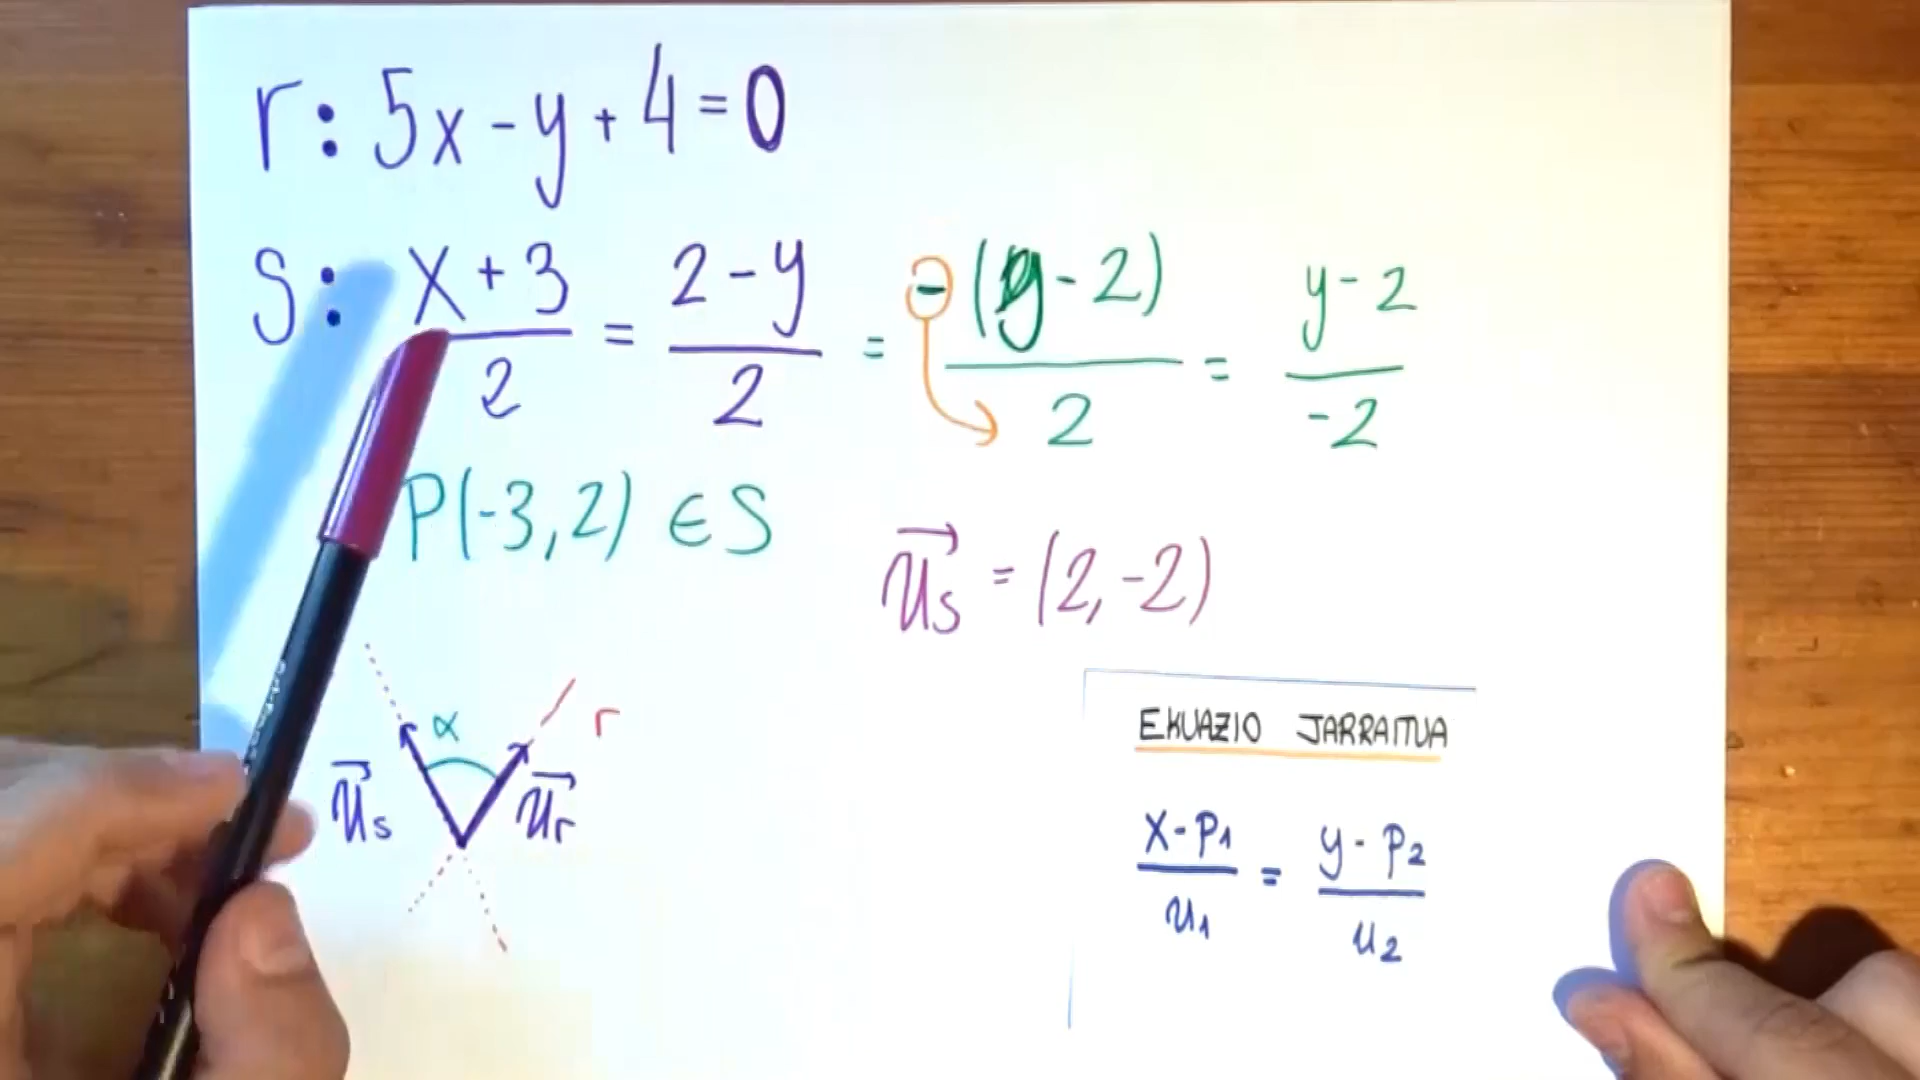 r: 5x - y + 4 = 0
s: x + 3 / 2 = 2 - y / 2 = -(y - 2) / 2 = y - 2 / -2
P(-3, 2) ∈ S
u⃗s = (2, -2)
α
r
u⃗s
u⃗r
EKUAZIO JARRAITUA
x - p₁ / u₁ = y - p₂ / u₂